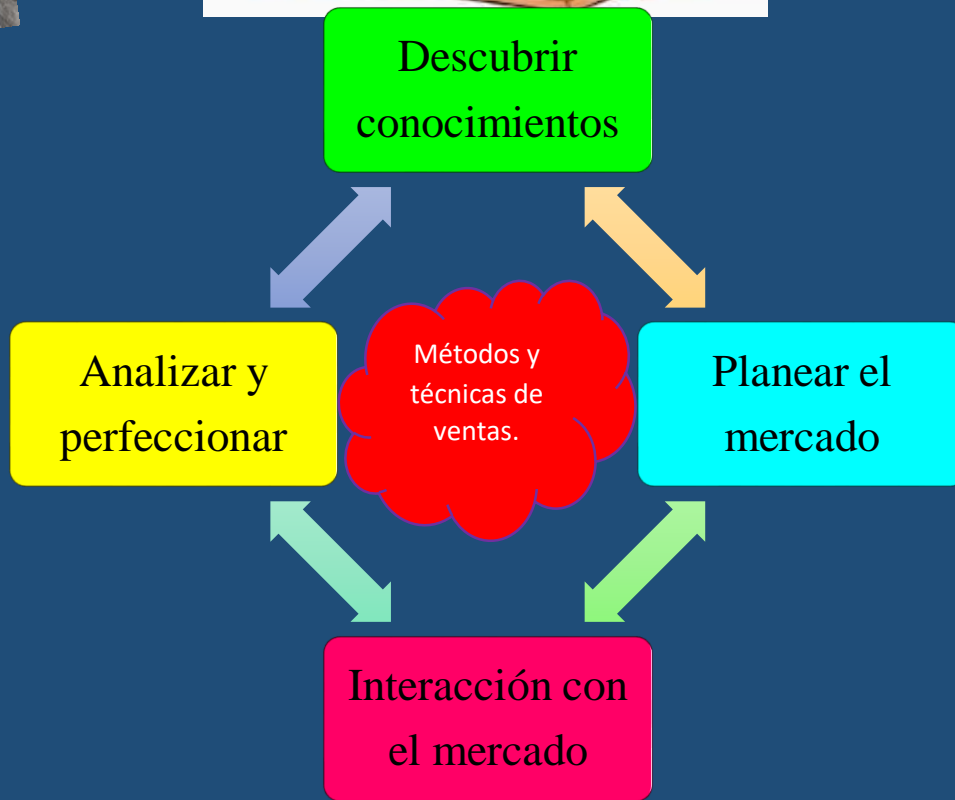 Descubrir
conocimientos
Analizar y
perfeccionar
Métodos y
técnicas de
ventas.
Planear el
mercado
Interacción con
el mercado